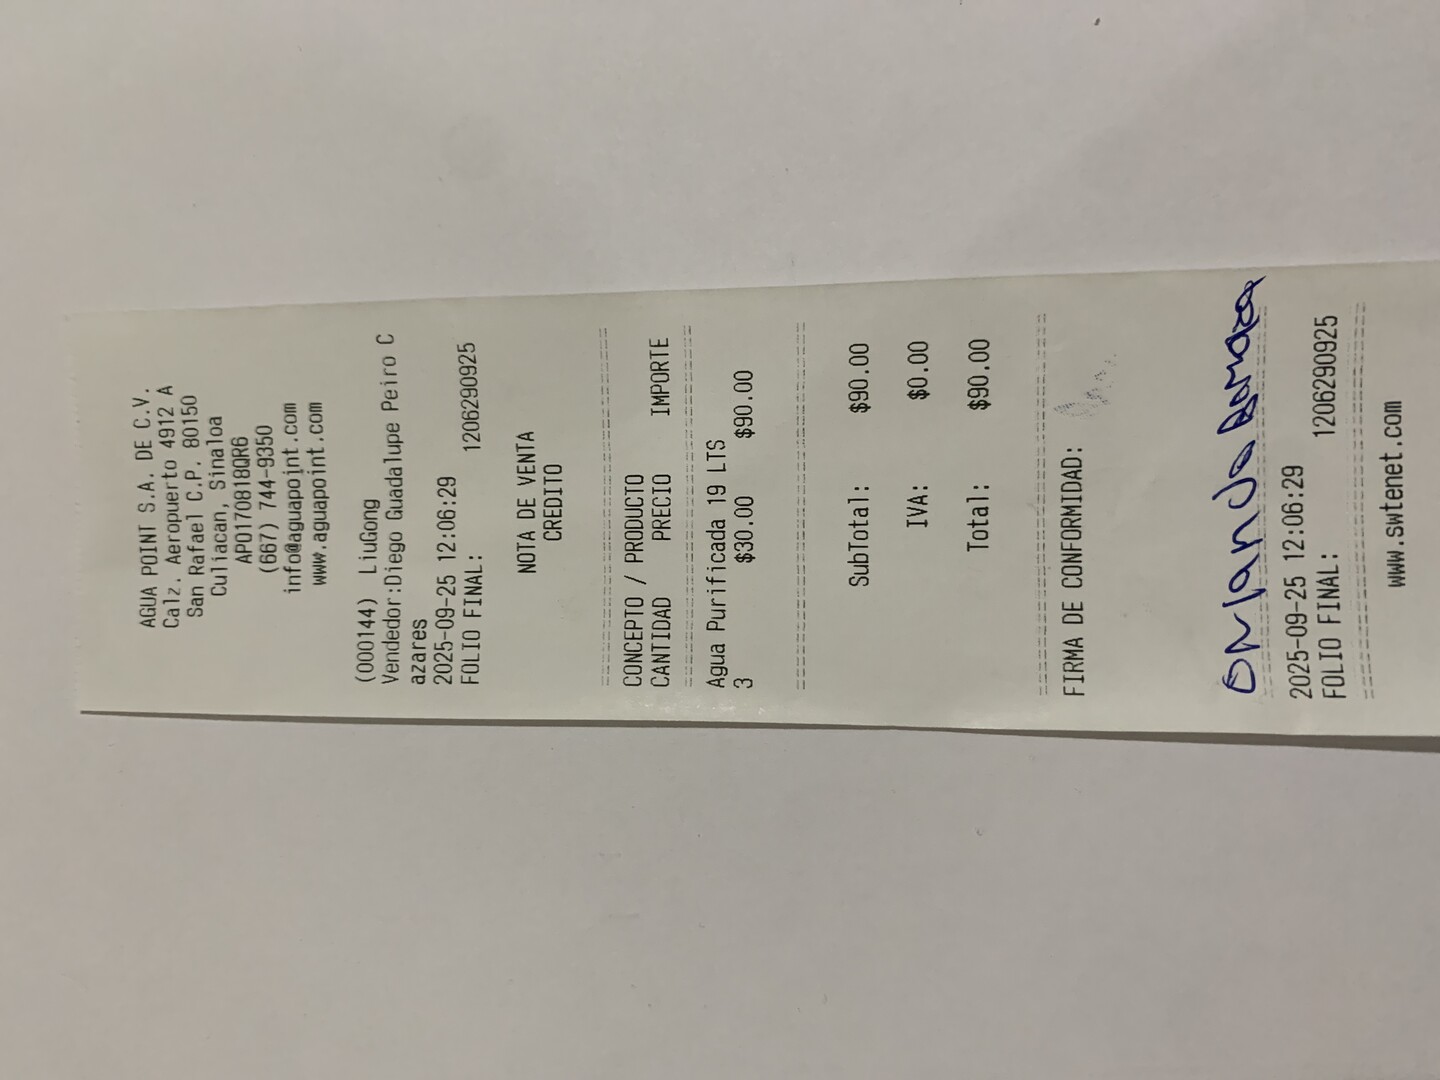 AGUA POINT S.A. DE C.V.
Calz. Aeropuerto 4912 A
San Rafael C.P. 80150
Culiacan, Sinaloa
APO170818QR6
(667) 744-9350
info@aguapoint.com
www.aguapoint.com
(000144) LiuGong
Vendedor:Diego Guadalupe Peiro C
azares
2025-09-25 12:06:29
FOLIO FINAL: 1206290925
NOTA DE VENTA
CREDITO
CONCEPTO / PRODUCTO
CANTIDAD PRECIO IMPORTE
Agua Purificada 19 LTS
3 $30.00 $90.00
SubTotal: $90.00
IVA: $0.00
Total: $90.00
FIRMA DE CONFORMIDAD:
Orlando
2025-09-25 12:06:29
FOLIO FINAL: 1206290925
www.swtenet.com